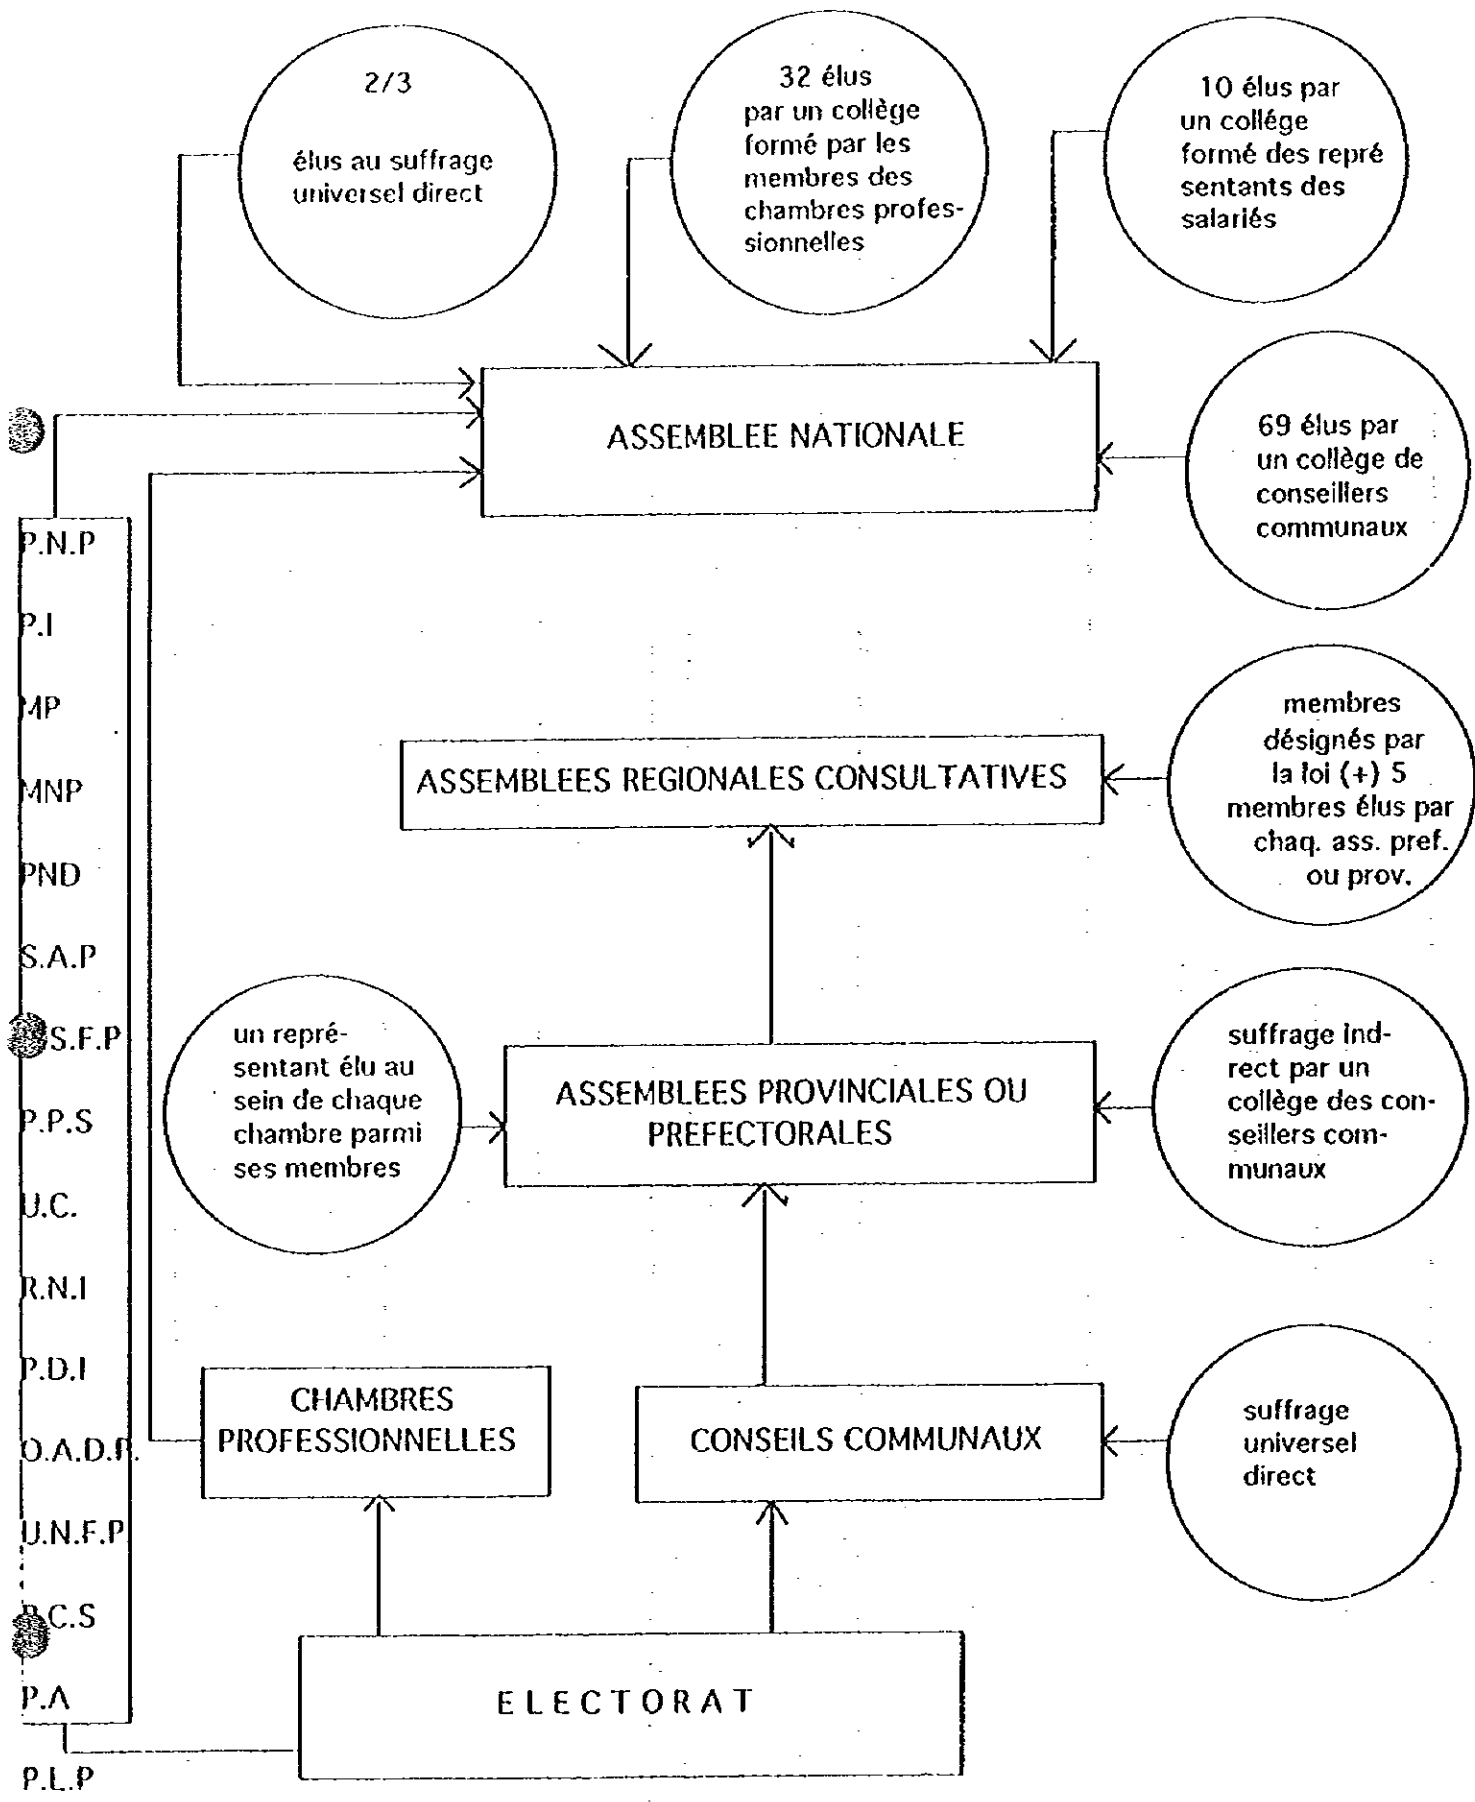 2/3
élus au suffrage
universel direct
32 élus
par un collège
formé par les
membres des
chambres profes-
sionnelles
10 élus par
un collége
formé des repré
sentants des
salariés
ASSEMBLEE NATIONALE
69 élus par
un collège de
conseillers
communaux
P.N.P
P.I
MP
MNP
PND
S.A.P
S.F.P
P.P.S
U.C.
R.N.I
P.D.I
O.A.D.P.
U.N.F.P
C.S
P.A
P.L.P
ASSEMBLEES REGIONALES CONSULTATIVES
membres
désignés par
la loi (+) 5
membres élus par
chaq. ass. pref.
ou prov.
un repré-
sentant élu au
sein de chaque
chambre parmi
ses membres
ASSEMBLEES PROVINCIALES OU
PREFECTORALES
suffrage ind-
rect par un
collège des con-
seillers com-
munaux
CHAMBRES
PROFESSIONNELLES
CONSEILS COMMUNAUX
suffrage
universel
direct
ELECTORAT